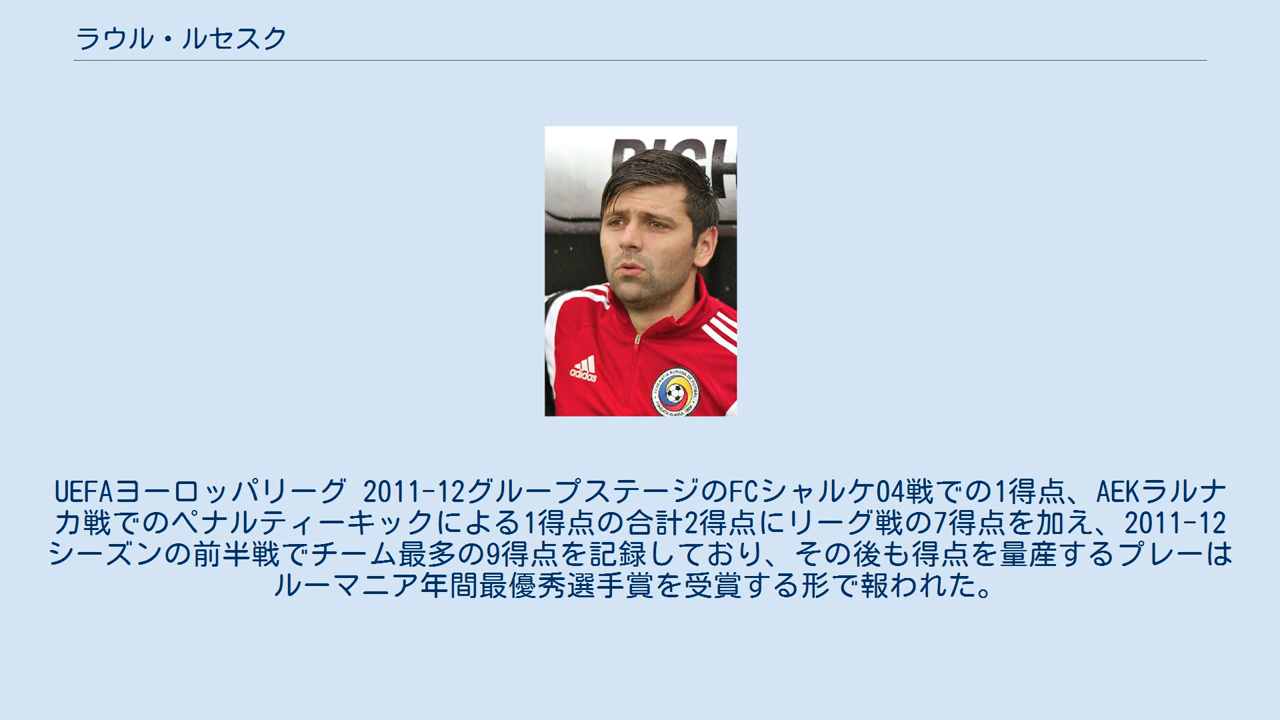 ラウル・ルセスク
adidas
UEFAヨーロッパリーグ 2011-12グループステージのFCシャルケ04戦での1得点、AEKラルナ
カ戦でのペナルティーキックによる1得点の合計2得点にリーグ戦の7得点を加え、2011-12
シーズンの前半戦でチーム最多の9得点を記録しており、その後も得点を量産するプレーは
ルーマニア年間最優秀選手賞を受賞する形で報われた。